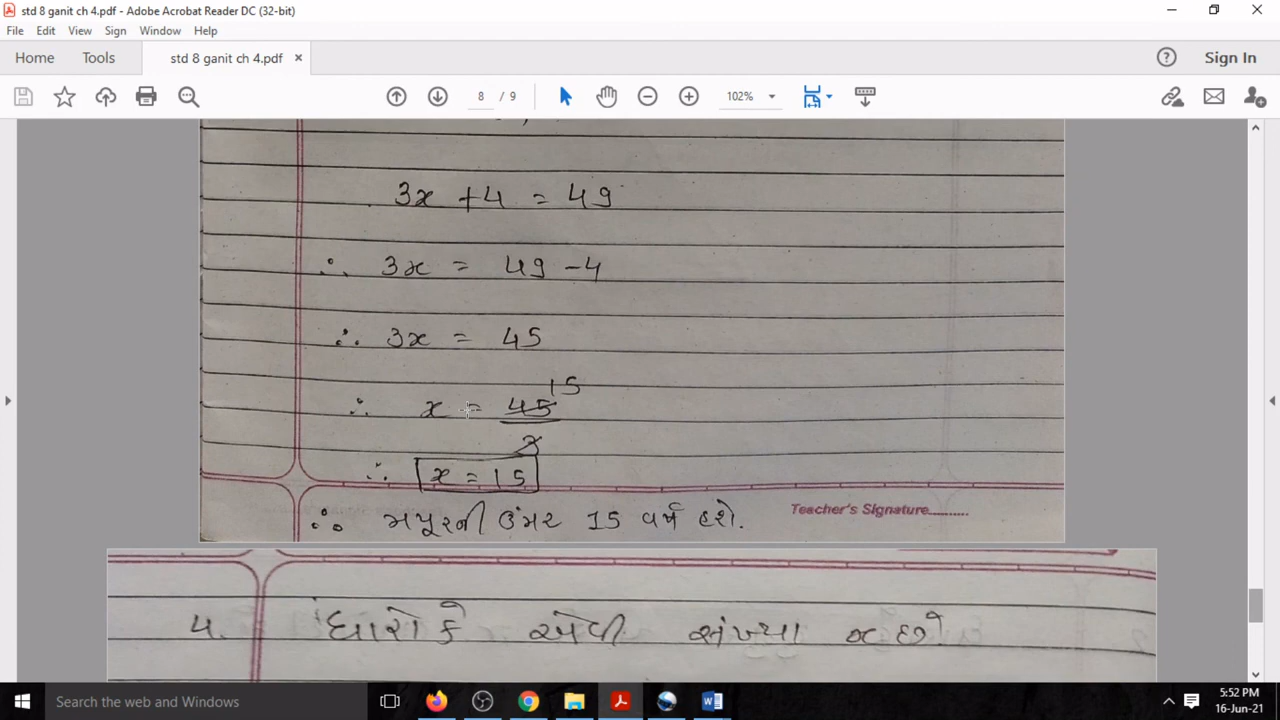 std 8 ganit ch 4.pdf - Adobe Acrobat Reader DC (32-bit)
File Edit View Sign Window Help
Home Tools std 8 ganit ch 4.pdf × Sign In
8 / 9 102%
3x + 4 = 49
∴ 3x = 49 - 4
∴ 3x = 45
15
∴ x = 45
3
∴ x = 15
Teacher's Signature..........
∴ મયૂરની ઉંમર 15 વર્ષ હશે.
4. ધારોકે એવી સંખ્યા x છે
Search the web and Windows
5:52 PM
16-Jun-21